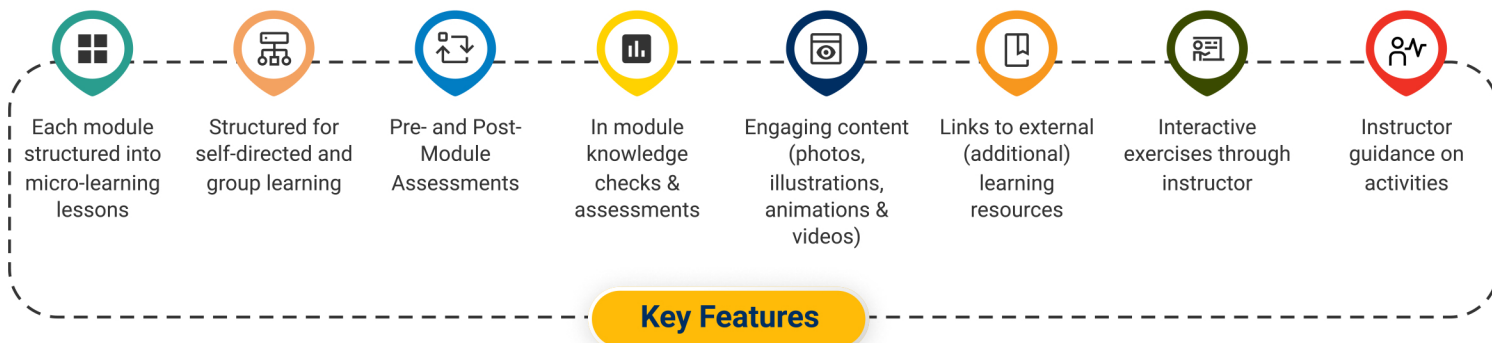 Each module
structured into
micro-learning
lessons
Structured for
self-directed and
group learning
Pre- and Post-
Module
Assessments
In module
knowledge
checks &
assessments
Engaging content
(photos,
illustrations,
animations &
videos)
Links to external
(additional)
learning
resources
Interactive
exercises through
instructor
Instructor
guidance on
activities
Key Features